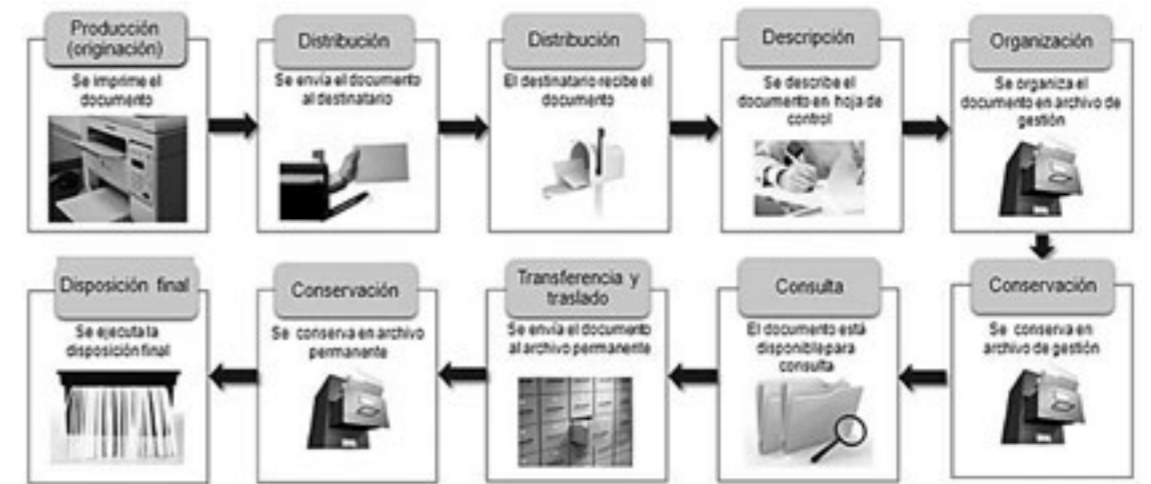 Producción
(originación)
Se imprime el
documento
Distribución
Se envía el documento
al destinatario
Distribución
El destinatario recibe el
documento
Descripción
Se describe el
documento en hoja de
control
Organización
Se organiza el
documento en archivo de
gestión
Conservación
Se conserva en
archivo de gestión
Consulta
El documento está
disponible para
consulta
Transferencia y
traslado
Se envía el documento
al archivo permanente
Conservación
Se conserva en archivo
permanente
Disposición final
Se ejecuta la
disposición final